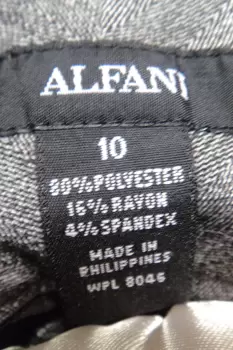 ALFANI
10
80% POLYESTER
16% RAYON
4% SPANDEX
MADE IN
PHILIPPINES
WPL 8046